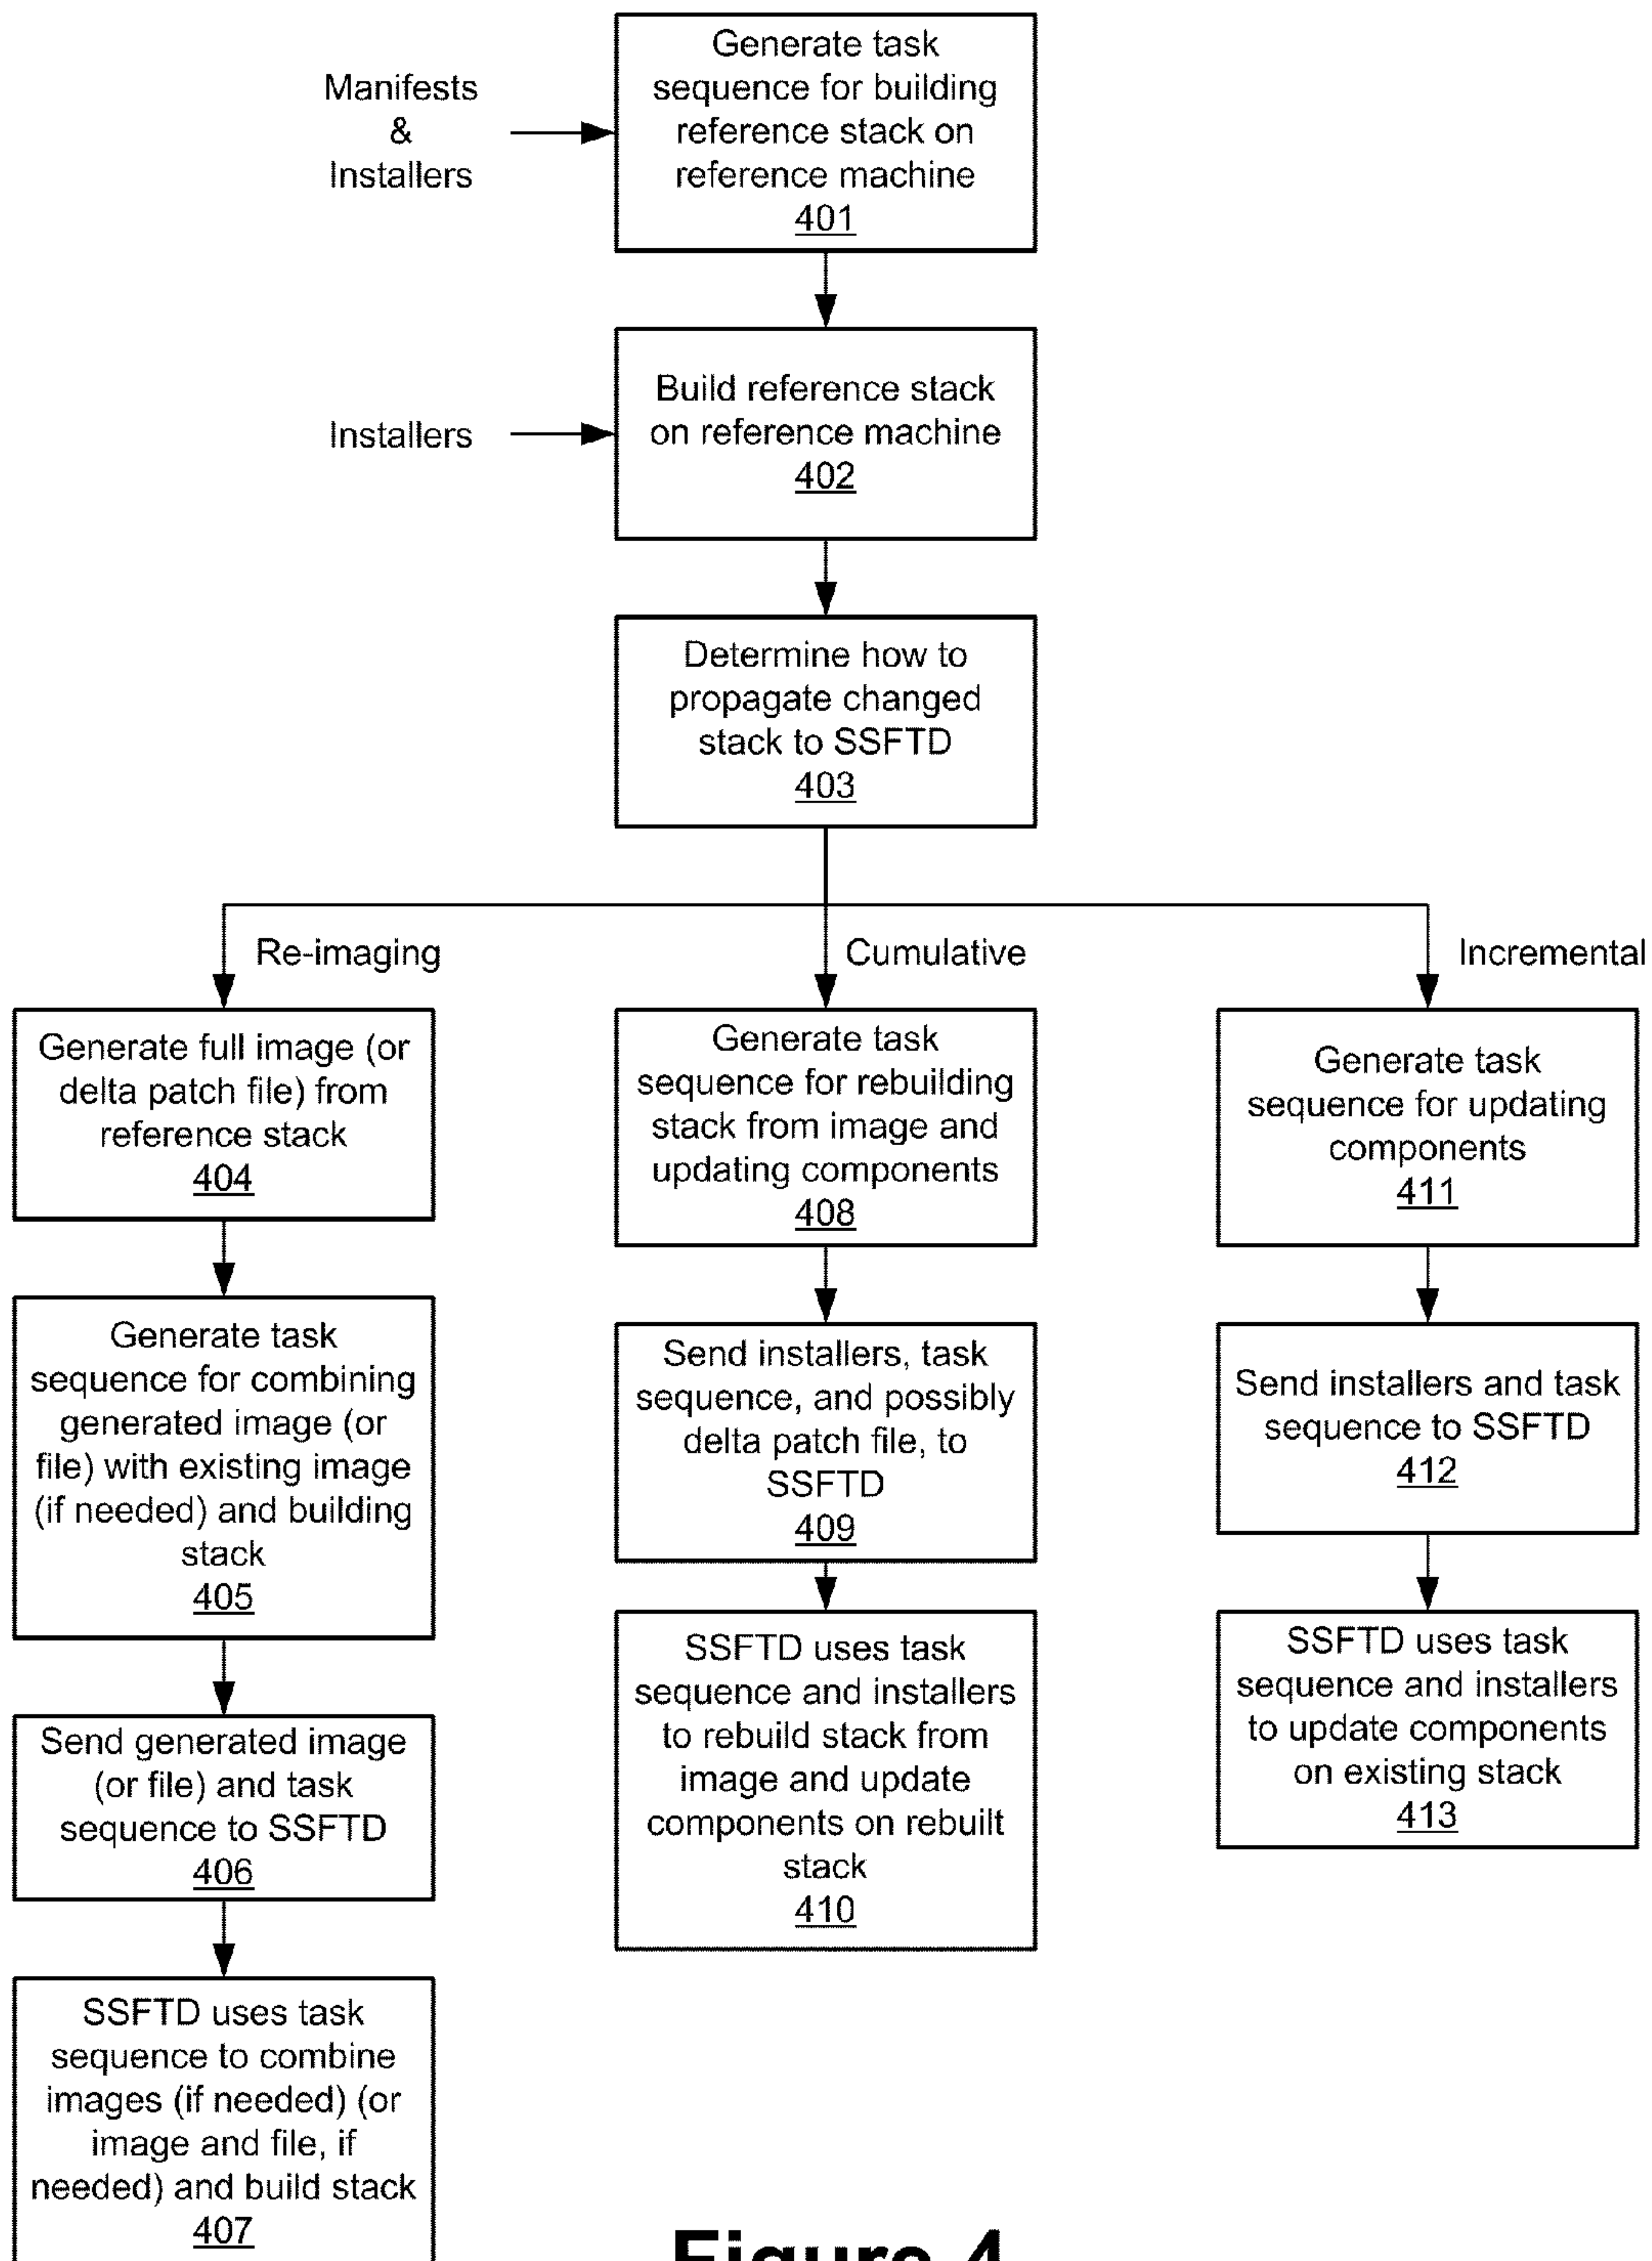 Generate task
sequence for building
reference stack on
reference machine
401
Manifests
&
Installers
Build reference stack
on reference machine
402
Installers
Determine how to
propagate changed
stack to SSFTD
403
Re-imaging
Cumulative
Incremental
Generate full image (or
delta patch file) from
reference stack
404
Generate task
sequence for combining
generated image (or
file) with existing image
(if needed) and building
stack
405
Send generated image
(or file) and task
sequence to SSFTD
406
SSFTD uses task
sequence to combine
images (if needed) (or
image and file, if
needed) and build stack
407
Generate task
sequence for rebuilding
stack from image and
updating components
408
Send installers, task
sequence, and possibly
delta patch file, to
SSFTD
409
SSFTD uses task
sequence and installers
to rebuild stack from
image and update
components on rebuilt
stack
410
Generate task
sequence for updating
components
411
Send installers and task
sequence to SSFTD
412
SSFTD uses task
sequence and installers
to update components
on existing stack
413
Figure 4